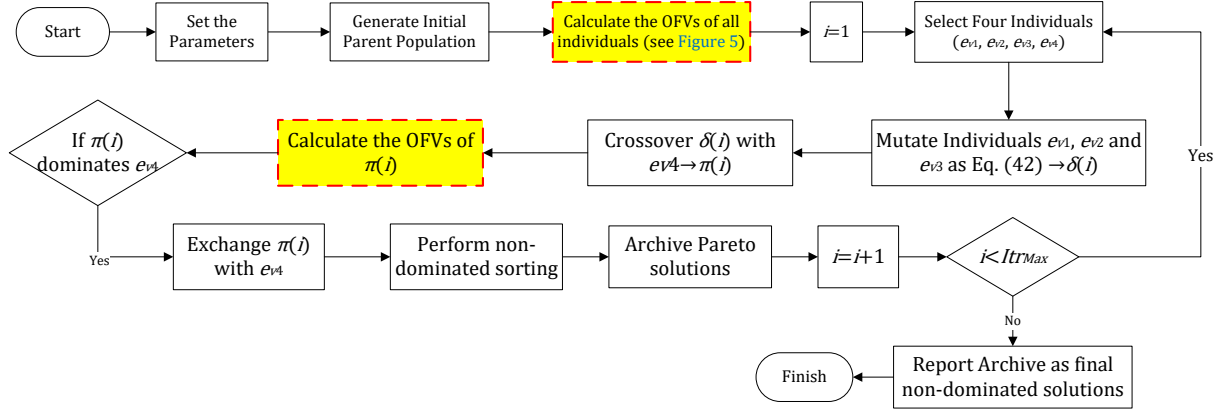 Start
Set the
Parameters
Generate Initial
Parent Population
Calculate the OFVs of all
individuals (see Figure 5)
i=1
Select Four Individuals
(ev1, ev2, ev3, ev4)
If π(i)
dominates ev4
Calculate the OFVs of
π(i)
Crossover δ(i) with
ev4→π(i)
Mutate Individuals ev1, ev2 and
ev3 as Eq. (42) →δ(i)
Yes
Yes
Exchange π(i)
with ev4
Perform non-
dominated sorting
Archive Pareto
solutions
i=i+1
i<ItrMax
No
Finish
Report Archive as final
non-dominated solutions